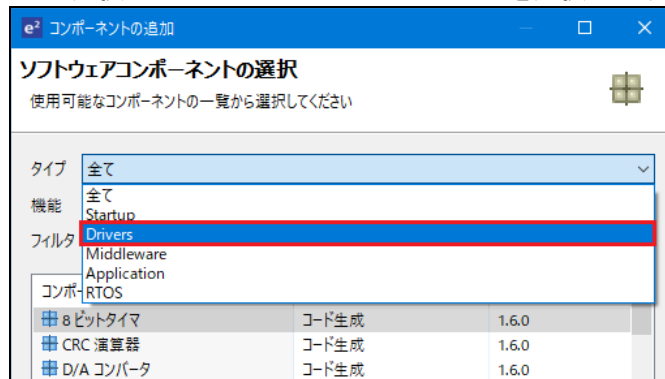 e² コンポーネントの追加
ソフトウェアコンポーネントの選択
使用可能なコンポーネントの一覧から選択してください
タイプ 全て
機能 全て
Startup
フィルタ Drivers
Middleware
Application
コンポ- RTOS
8 ビットタイマ コード生成 1.6.0
CRC 演算器 コード生成 1.6.0
D/A コンバータ コード生成 1.6.0